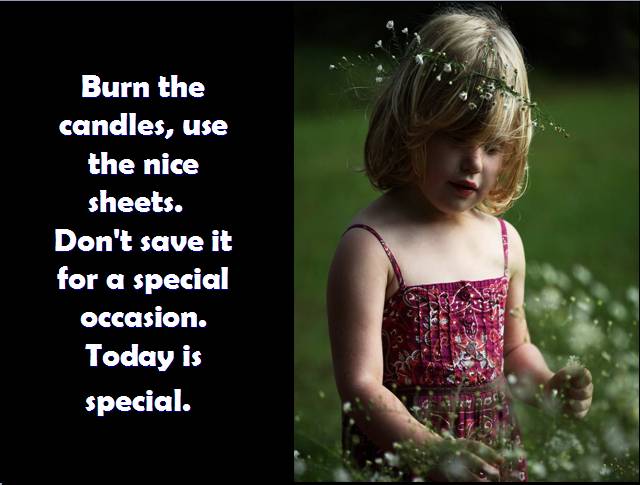 Burn the
candles, use
the nice
sheets.
Don't save it
for a special
occasion.
Today is
special.